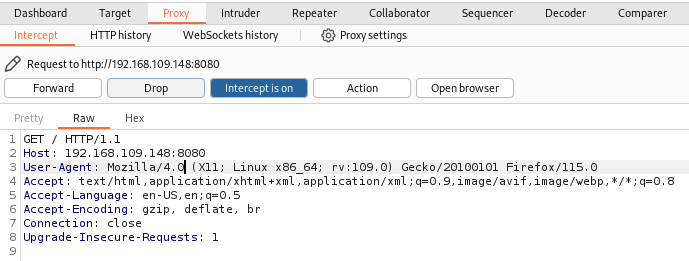 Dashboard Target Proxy Intruder Repeater Collaborator Sequencer Decoder Comparer
Intercept HTTP history WebSockets history Proxy settings
Request to http://192.168.109.148:8080
Forward Drop Intercept is on Action Open browser
Pretty Raw Hex
1 GET / HTTP/1.1
2 Host: 192.168.109.148:8080
3 User-Agent: Mozilla/4.0 (X11; Linux x86_64; rv:109.0) Gecko/20100101 Firefox/115.0
4 Accept: text/html,application/xhtml+xml,application/xml;q=0.9,image/avif,image/webp,*/*;q=0.8
5 Accept-Language: en-US,en;q=0.5
6 Accept-Encoding: gzip, deflate, br
7 Connection: close
8 Upgrade-Insecure-Requests: 1
9